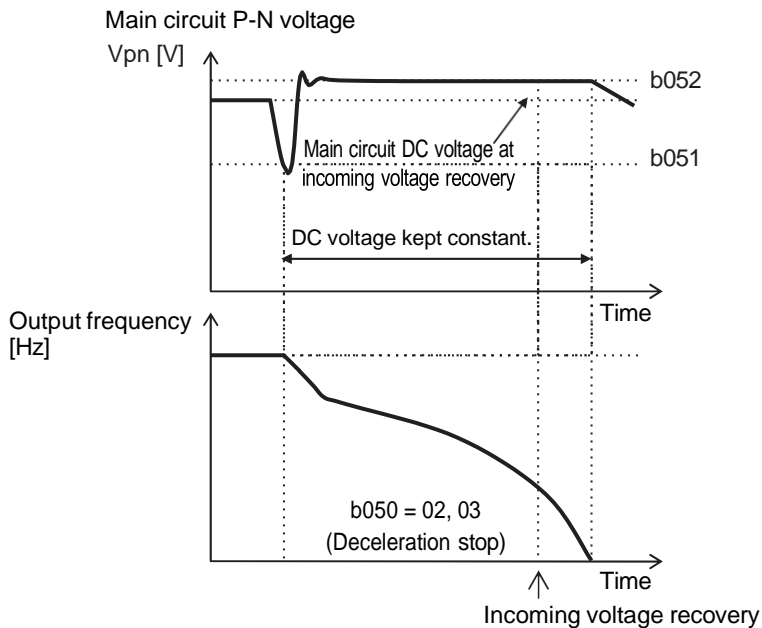 Main circuit P-N voltage
Vpn [V]
b052
Main circuit DC voltage at
incoming voltage recovery
b051
DC voltage kept constant.
Time
Output frequency
[Hz]
b050 = 02, 03
(Deceleration stop)
Time
Incoming voltage recovery